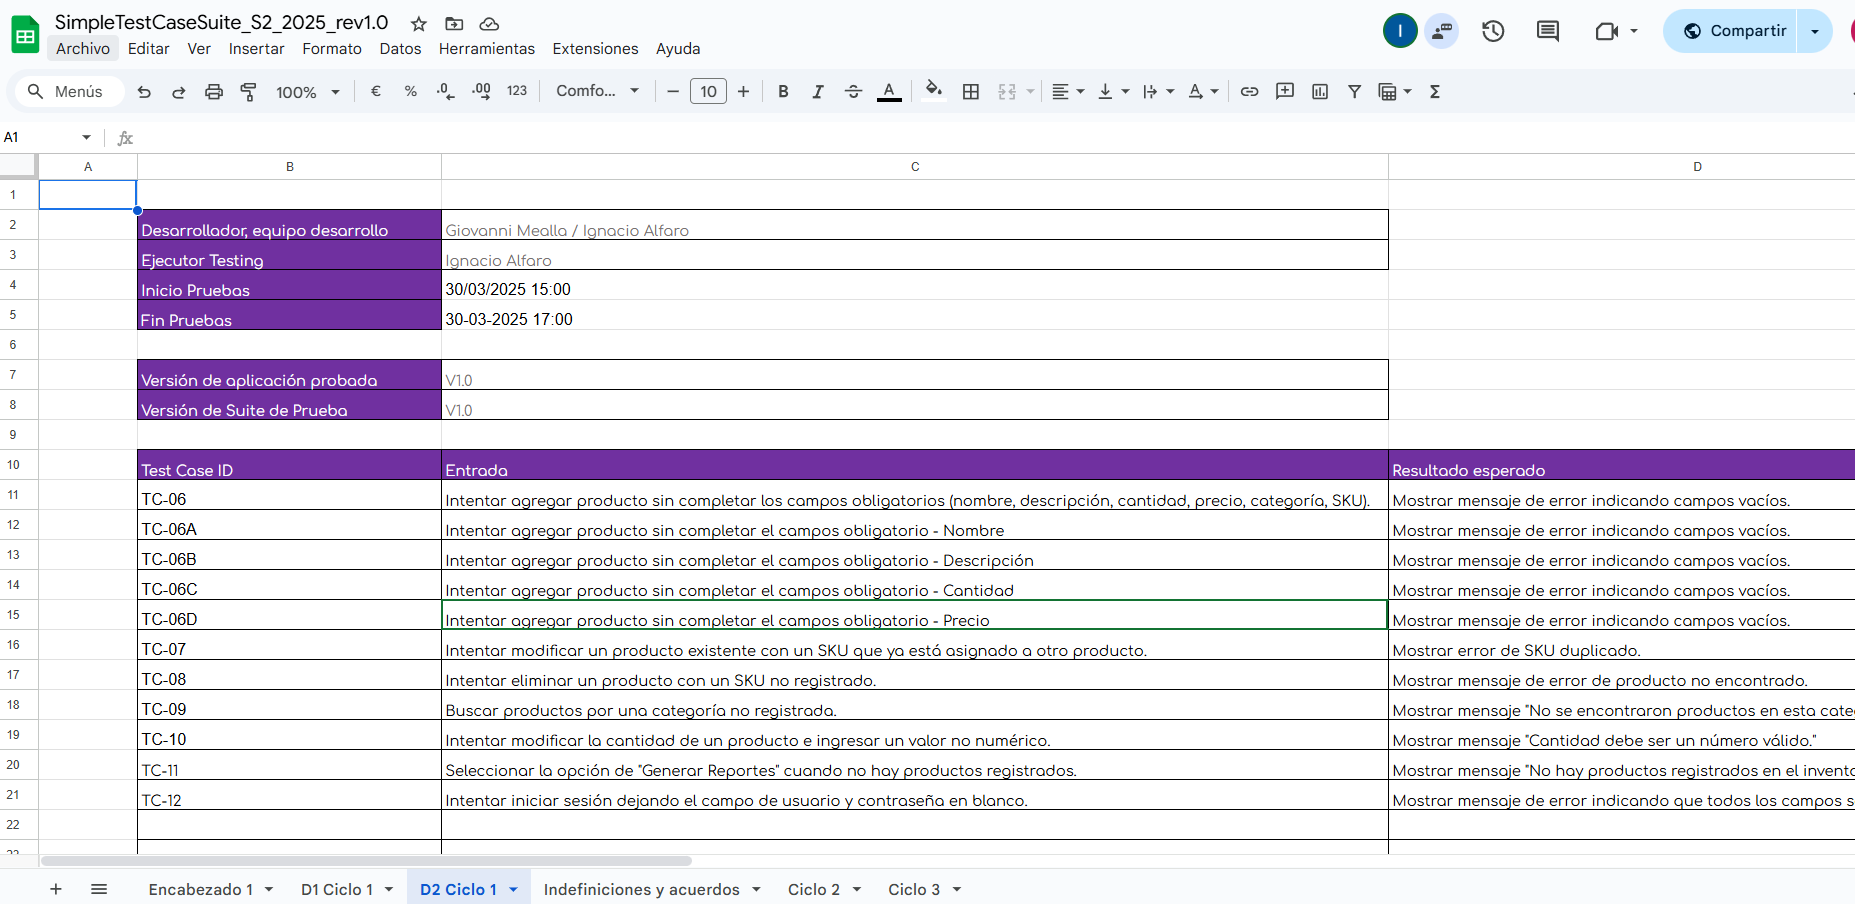 SimpleTestCaseSuite_S2_2025_rev1.0
I
Compartir
Archivo Editar Ver Insertar Formato Datos Herramientas Extensiones Ayuda
Menús 100% € % .0 .00 123 Comfo... 10 B I A A Σ
A1 fx
A B C D
1
2 Desarrollador, equipo desarrollo Giovanni Mealla / Ignacio Alfaro
3 Ejecutor Testing Ignacio Alfaro
4 Inicio Pruebas 30/03/2025 15:00
5 Fin Pruebas 30-03-2025 17:00
6
7 Versión de aplicación probada V1.0
8 Versión de Suite de Prueba V1.0
9
10 Test Case ID Entrada Resultado esperado
11 TC-06 Intentar agregar producto sin completar los campos obligatorios (nombre, descripción, cantidad, precio, categoría, SKU). Mostrar mensaje de error indicando campos vacíos.
12 TC-06A Intentar agregar producto sin completar el campos obligatorio - Nombre Mostrar mensaje de error indicando campos vacíos.
13 TC-06B Intentar agregar producto sin completar el campos obligatorio - Descripción Mostrar mensaje de error indicando campos vacíos.
14 TC-06C Intentar agregar producto sin completar el campos obligatorio - Cantidad Mostrar mensaje de error indicando campos vacíos.
15 TC-06D Intentar agregar producto sin completar el campos obligatorio - Precio Mostrar mensaje de error indicando campos vacíos.
16 TC-07 Intentar modificar un producto existente con un SKU que ya está asignado a otro producto. Mostrar error de SKU duplicado.
17 TC-08 Intentar eliminar un producto con un SKU no registrado. Mostrar mensaje de error de producto no encontrado.
18 TC-09 Buscar productos por una categoría no registrada. Mostrar mensaje "No se encontraron productos en esta cate
19 TC-10 Intentar modificar la cantidad de un producto e ingresar un valor no numérico. Mostrar mensaje "Cantidad debe ser un número válido."
20 TC-11 Seleccionar la opción de "Generar Reportes" cuando no hay productos registrados. Mostrar mensaje "No hay productos registrados en el invent
21 TC-12 Intentar iniciar sesión dejando el campo de usuario y contraseña en blanco. Mostrar mensaje de error indicando que todos los campos s
22
Encabezado 1 D1 Ciclo 1 D2 Ciclo 1 Indefiniciones y acuerdos Ciclo 2 Ciclo 3